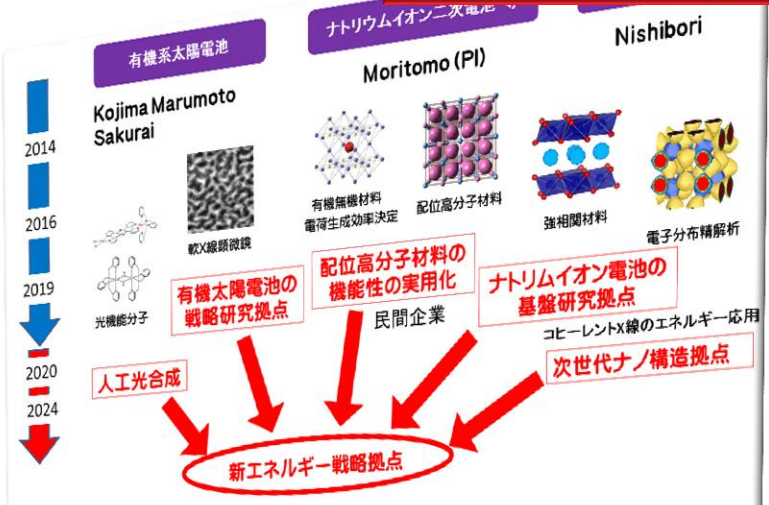 有機系太陽電池
ナトリウムイオン二次電池
Nishibori
Moritomo (PI)
Kojima Marumoto
Sakurai
2014
2016
2019
2020
2024
有機無機材料
電荷生成効率決定
配位高分子材料
強相関材料
電子分布精解析
軟X線顕微鏡
光機能分子
有機太陽電池の
戦略研究拠点
配位高分子材料の
機能性の実用化
民間企業
ナトリムイオン電池の
基盤研究拠点
コヒーレントX線のエネルギー応用
次世代ナノ構造拠点
人工光合成
新エネルギー戦略拠点